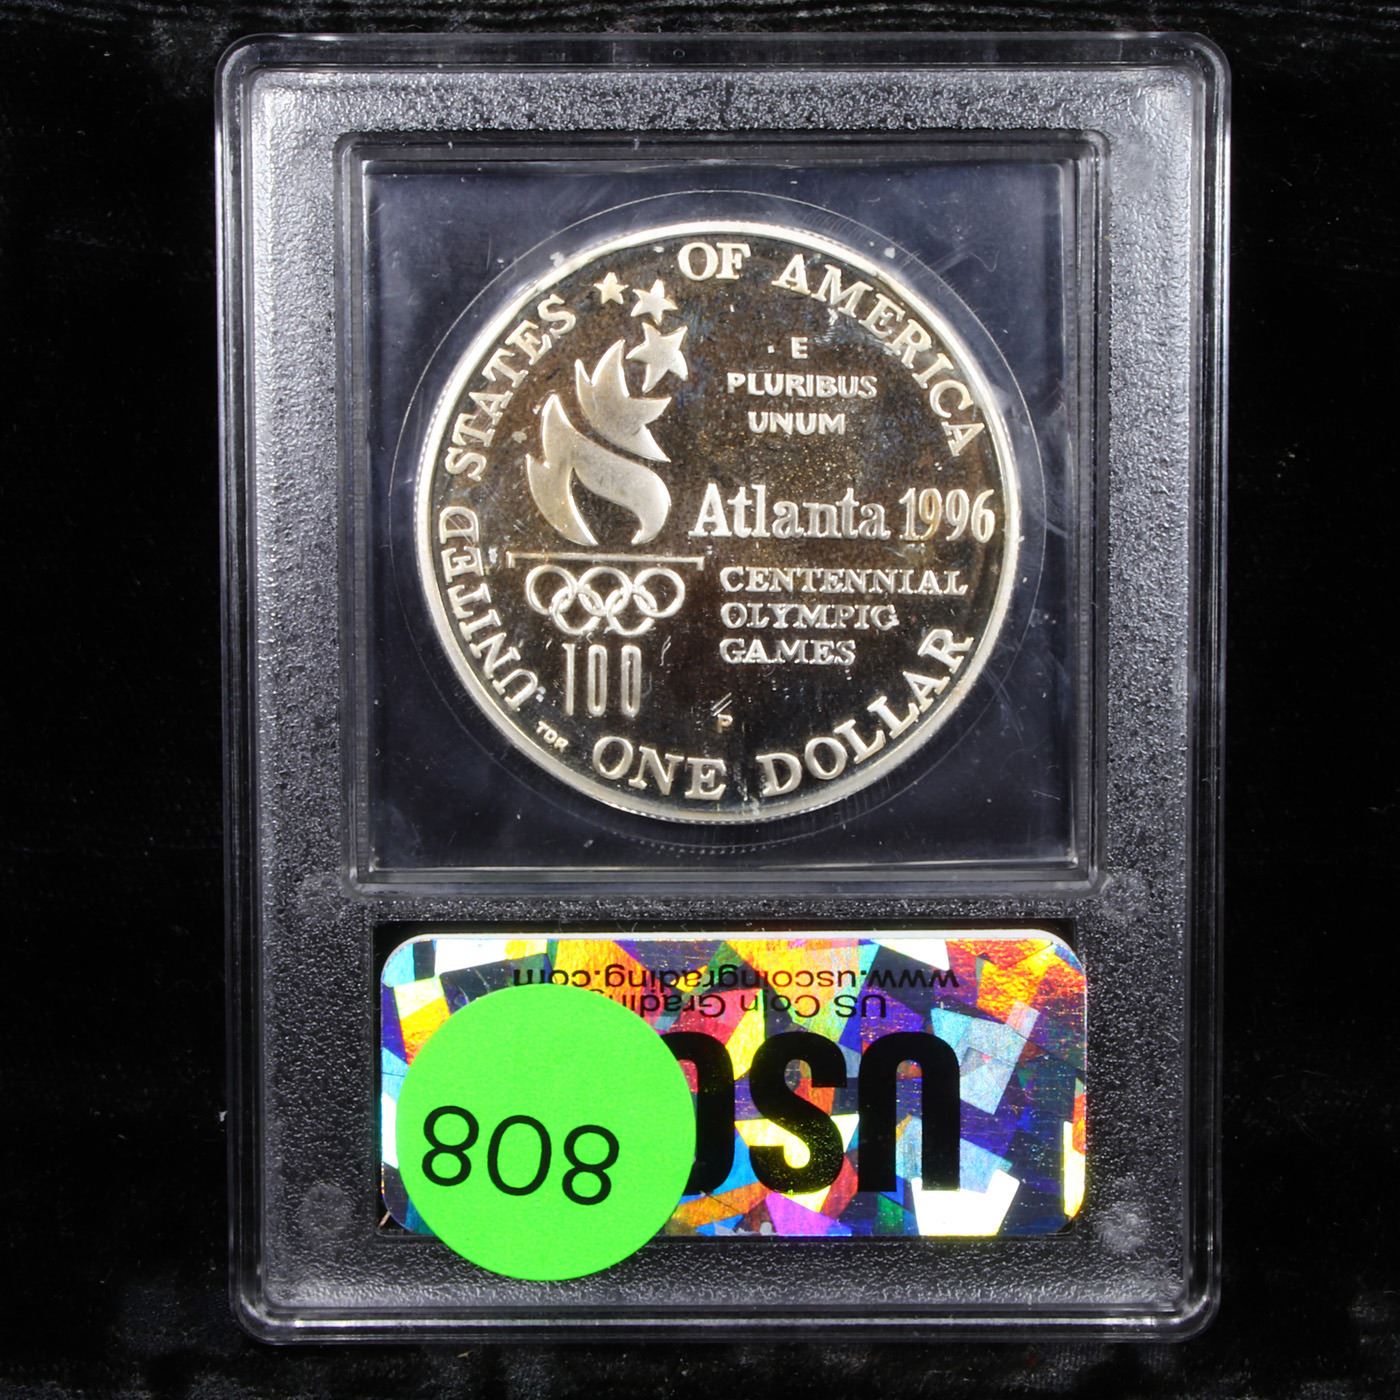 UNITED STATES OF AMERICA
E
PLURIBUS
UNUM
Atlanta 1996
CENTENNIAL
OLYMPIC
GAMES
100
P
TDR
ONE DOLLAR
www.uscoingrading.com
US Coin Grading
USCG
808